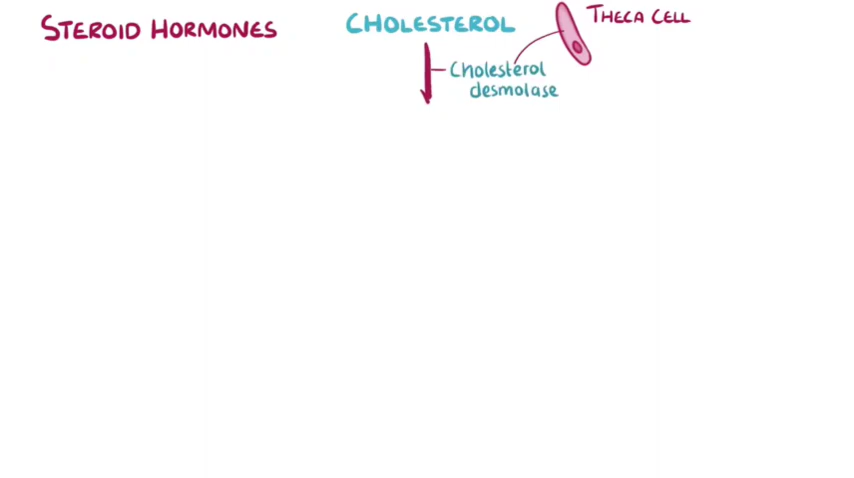 STEROID HORMONES
CHOLESTEROL
THECA CELL
Cholesterol
desmolase